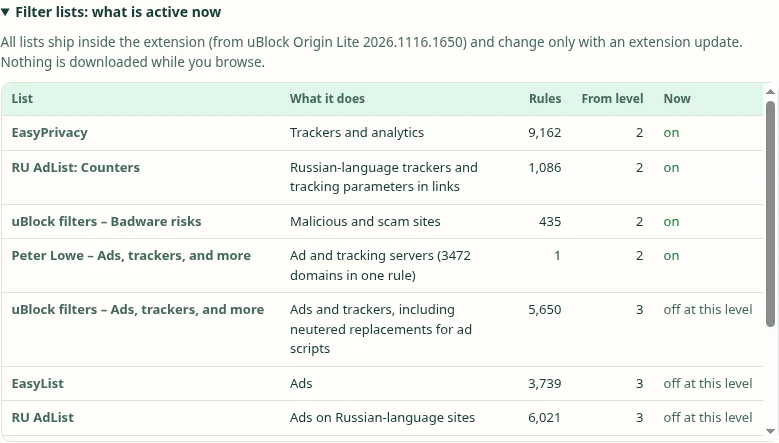 ▼ Filter lists: what is active now
All lists ship inside the extension (from uBlock Origin Lite 2026.1116.1650) and change only with an extension update.
Nothing is downloaded while you browse.
List What it does Rules From level Now
EasyPrivacy Trackers and analytics 9,162 2 on
RU AdList: Counters Russian-language trackers and 1,086 2 on
tracking parameters in links
uBlock filters – Badware risks Malicious and scam sites 435 2 on
Peter Lowe – Ads, trackers, and more Ad and tracking servers (3472 1 2 on
domains in one rule)
uBlock filters – Ads, trackers, and more Ads and trackers, including 5,650 3 off at this level
neutered replacements for ad
scripts
EasyList Ads 3,739 3 off at this level
RU AdList Ads on Russian-language sites 6,021 3 off at this level